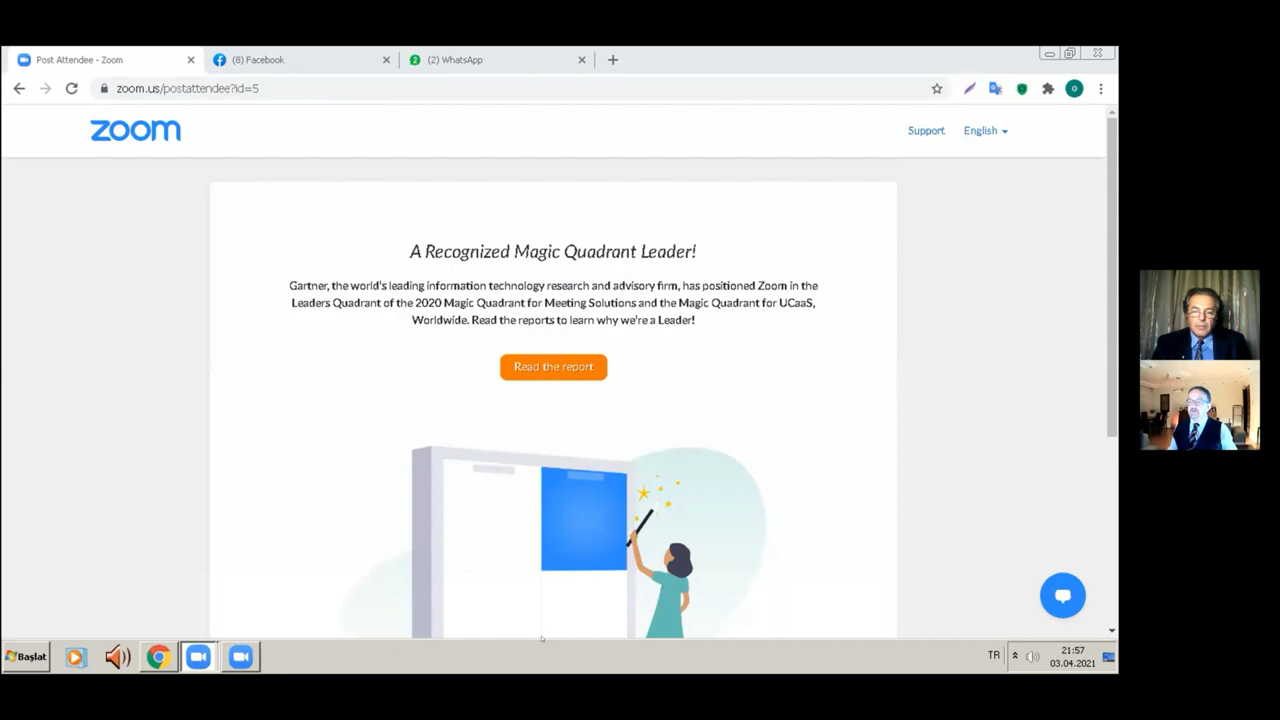 Post Attendee - Zoom
(8) Facebook
(2) WhatsApp
zoom.us/postattendee?id=5
zoom
Support
English
A Recognized Magic Quadrant Leader!
Gartner, the world's leading information technology research and advisory firm, has positioned Zoom in the
Leaders Quadrant of the 2020 Magic Quadrant for Meeting Solutions and the Magic Quadrant for UCaaS,
Worldwide. Read the reports to learn why we're a Leader!
Read the report
Başlat
TR
21:57
03.04.2021